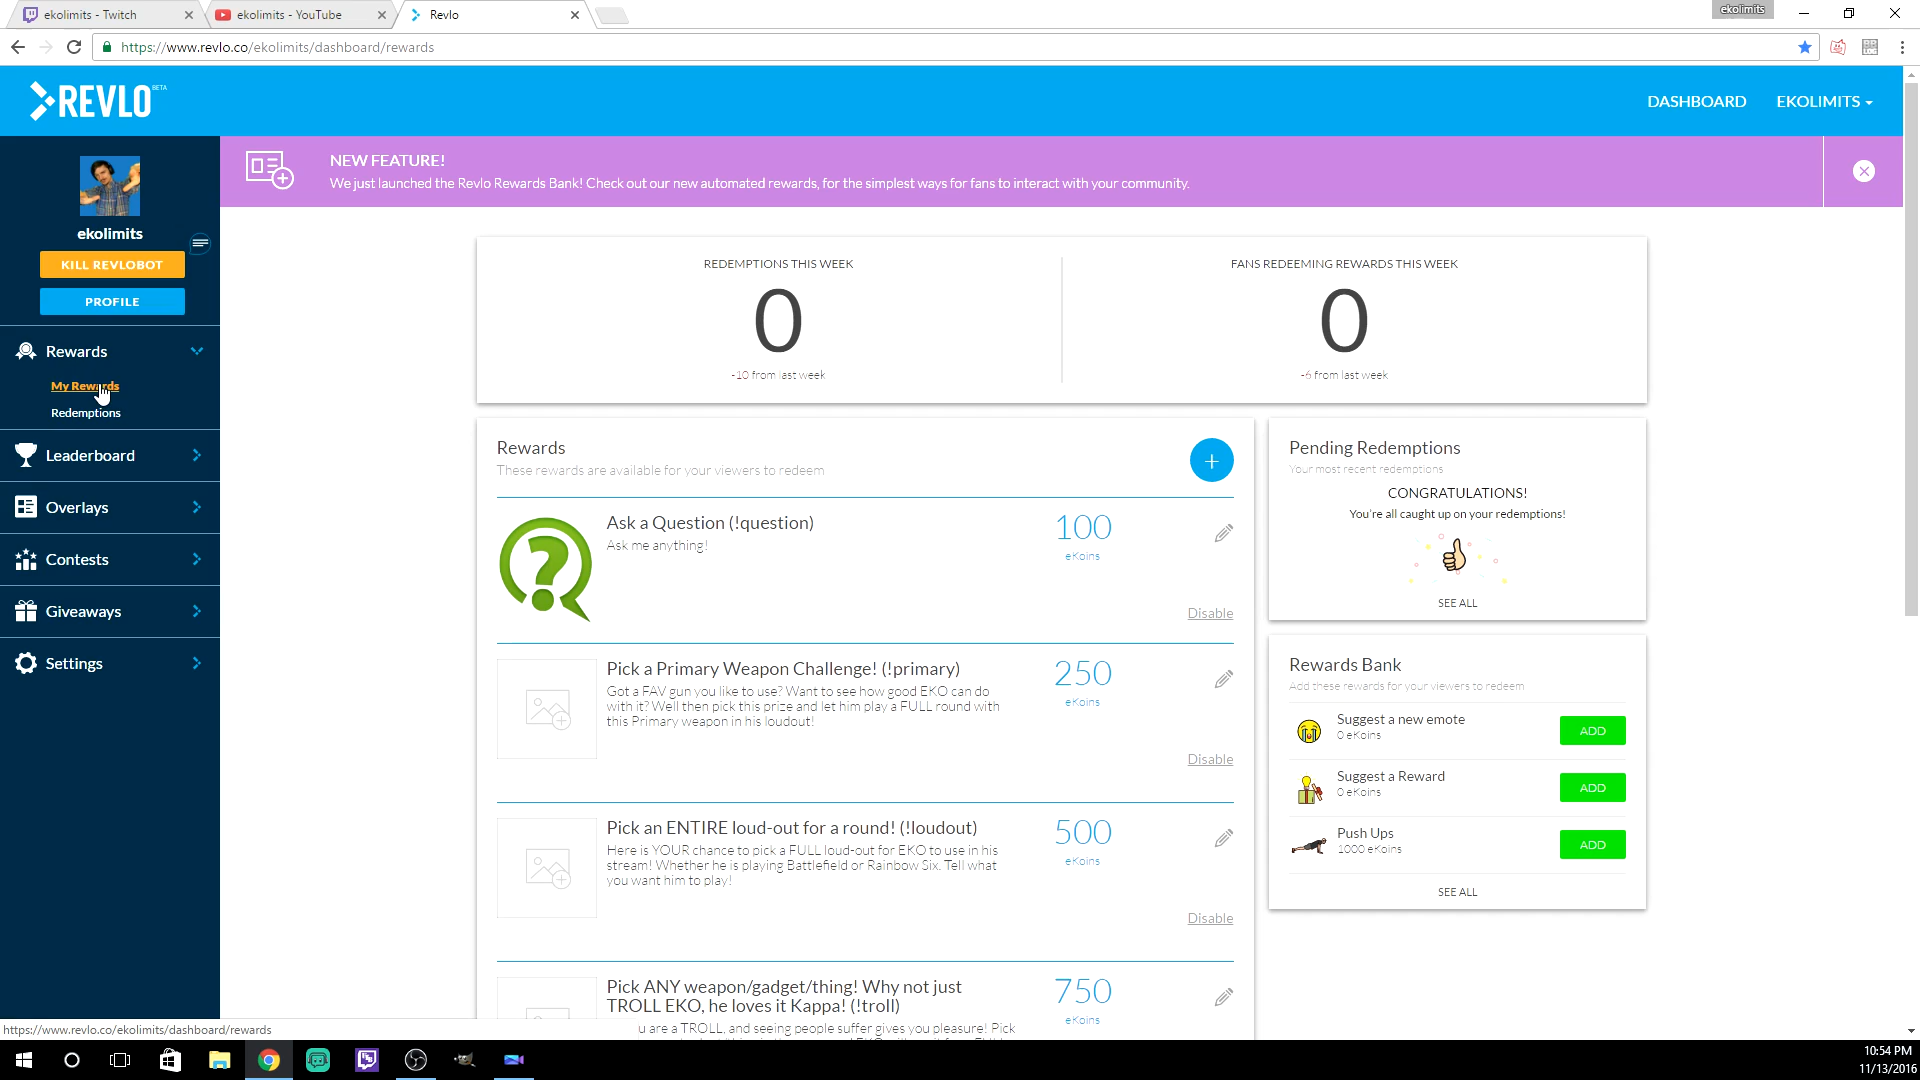 ekolimits - Twitch
ekolimits - YouTube
Revlo
ekolimits
https://www.revlo.co/ekolimits/dashboard/rewards
REVLO BETA
DASHBOARD
EKOLIMITS
ekolimits
KILL REVLOBOT
PROFILE
Rewards
My Rewards
Redemptions
Leaderboard
Overlays
Contests
Giveaways
Settings
NEW FEATURE!
We just launched the Revlo Rewards Bank! Check out our new automated rewards, for the simplest ways for fans to interact with your community.
REDEMPTIONS THIS WEEK
0
-10 from last week
FANS REDEEMING REWARDS THIS WEEK
0
-6 from last week
Rewards
These rewards are available for your viewers to redeem
+
Ask a Question (!question)
Ask me anything!
100
eKoins
Disable
Pick a Primary Weapon Challenge! (!primary)
Got a FAV gun you like to use? Want to see how good EKO can do
with it? Well then pick this prize and let him play a FULL round with
this Primary weapon in his loudout!
250
eKoins
Disable
Pick an ENTIRE loud-out for a round! (!loudout)
Here is YOUR chance to pick a FULL loud-out for EKO to use in his
stream! Whether he is playing Battlefield or Rainbow Six. Tell what
you want him to play!
500
eKoins
Disable
Pick ANY weapon/gadget/thing! Why not just
TROLL EKO, he loves it Kappa! (!troll)
u are a TROLL, and seeing people suffer gives you pleasure! Pick
750
eKoins
Pending Redemptions
Your most recent redemptions
CONGRATULATIONS!
You're all caught up on your redemptions!
SEE ALL
Rewards Bank
Add these rewards for your viewers to redeem
Suggest a new emote
0 eKoins
ADD
Suggest a Reward
0 eKoins
ADD
Push Ups
1000 eKoins
ADD
SEE ALL
https://www.revlo.co/ekolimits/dashboard/rewards
10:54 PM
11/13/2016